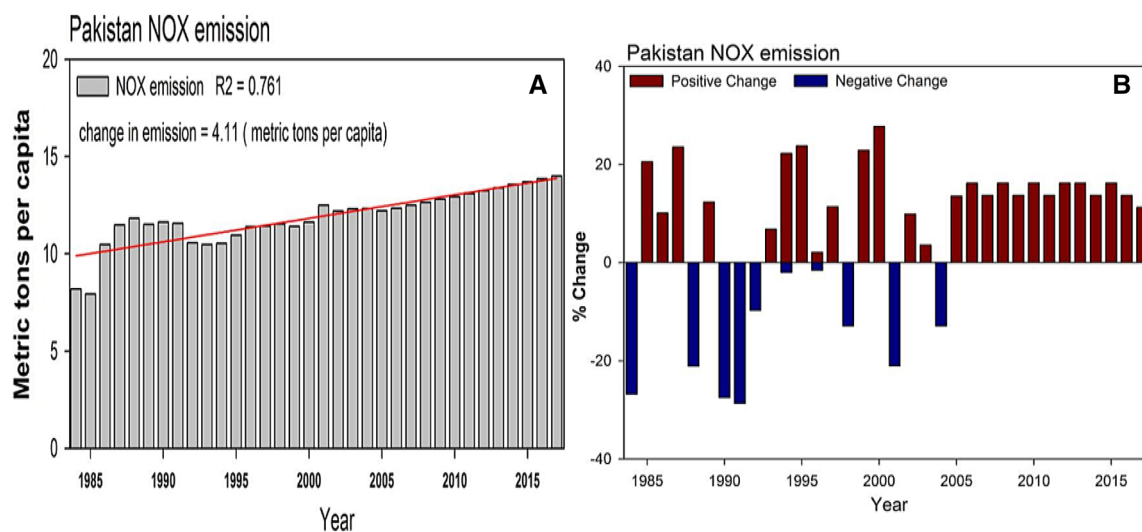 Pakistan NOX emission
A
NOX emission R2 = 0.761
change in emission = 4.11 ( metric tons per capita)
Metric tons per capita
20
15
10
5
0
1985 1990 1995 2000 2005 2010 2015
Year
Pakistan NOX emission
B
Positive Change Negative Change
% Change
40
20
0
-20
-40
1985 1990 1995 2000 2005 2010 2015
Year